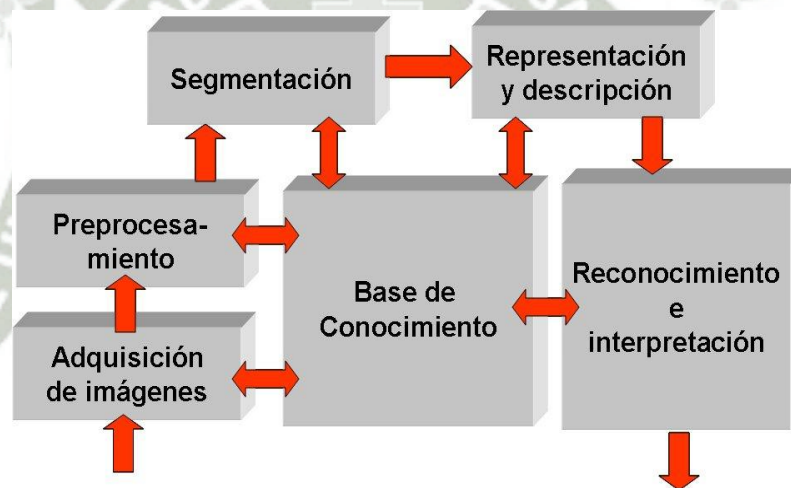 Segmentación
Representación
y descripción
Preprocesa-
miento
Base de
Conocimiento
Reconocimiento
e
interpretación
Adquisición
de imágenes